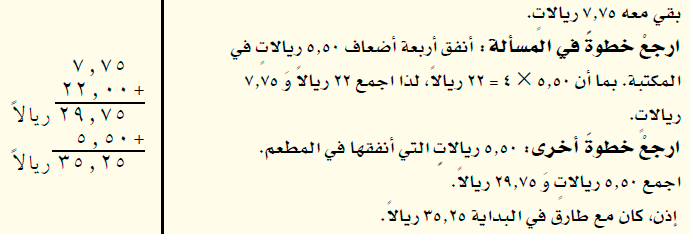 بقي معه ٧,٧٥ ريالاتٍ.
ارجعْ خطوةً في المسألة: أنفق أربعة أضعاف ٥,٥٠ ريالاتٍ في
المكتبة. بما أن ٥,٥٠ × ٤ = ٢٢ ريالاً، لذا اجمع ٢٢ ريالاً وَ ٧,٧٥
ريالاتٍ.
ارجعْ خطوةً أخرى: ٥,٥٠ ريالاتٍ التي أنفقها في المطعم.
اجمع ٥,٥٠ ريالاتٍ وَ ٢٩,٧٥ ريالاً.
إذن، كان مع طارق في البداية ٣٥,٢٥ ريالاً.
٧,٧٥
٢٢,٠٠+
٢٩,٧٥ ريالاً
٥,٥٠+
٣٥,٢٥ ريالاً